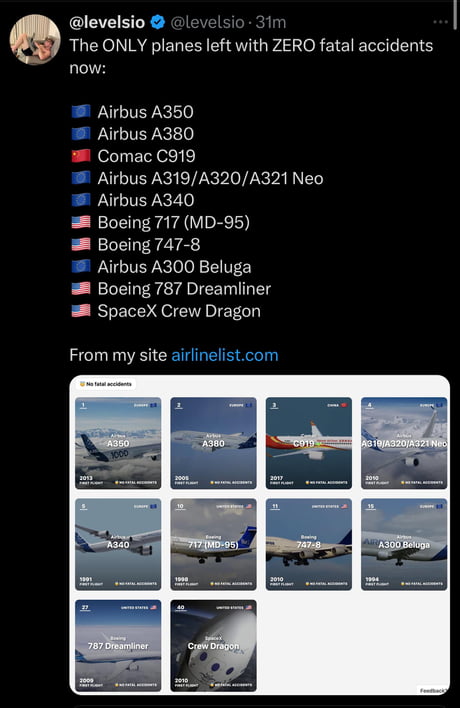 @levelsio @levelsio · 31m
The ONLY planes left with ZERO fatal accidents
now:
Airbus A350
Airbus A380
Comac C919
Airbus A319/A320/A321 Neo
Airbus A340
Boeing 717 (MD-95)
Boeing 747-8
Airbus A300 Beluga
Boeing 787 Dreamliner
SpaceX Crew Dragon
From my site airlinelist.com
No fatal accidents
1 EUROPE
Airbus
A350
1000
2013
FIRST FLIGHT NO FATAL ACCIDENTS
2 EUROPE
Airbus
A380
2005
FIRST FLIGHT NO FATAL ACCIDENTS
3 CHINA
C919
2017
FIRST FLIGHT NO FATAL ACCIDENTS
4 EUROPE
Airbus
A319/A320/A321 Neo
2010
FIRST FLIGHT NO FATAL ACCIDENTS
5 EUROPE
Airbus
A340
1991
FIRST FLIGHT NO FATAL ACCIDENTS
10 UNITED STATES
Boeing
717 (MD-95)
1998
FIRST FLIGHT NO FATAL ACCIDENTS
11 UNITED STATES
Boeing
747-8
2010
FIRST FLIGHT NO FATAL ACCIDENTS
15 EUROPE
Airbus
A300 Beluga
1994
FIRST FLIGHT NO FATAL ACCIDENTS
27 UNITED STATES
Boeing
787 Dreamliner
2009
FIRST FLIGHT NO FATAL ACCIDENTS
40 UNITED STATES
SpaceX
Crew Dragon
2010
FIRST FLIGHT NO FATAL ACCIDENTS
Feedback?